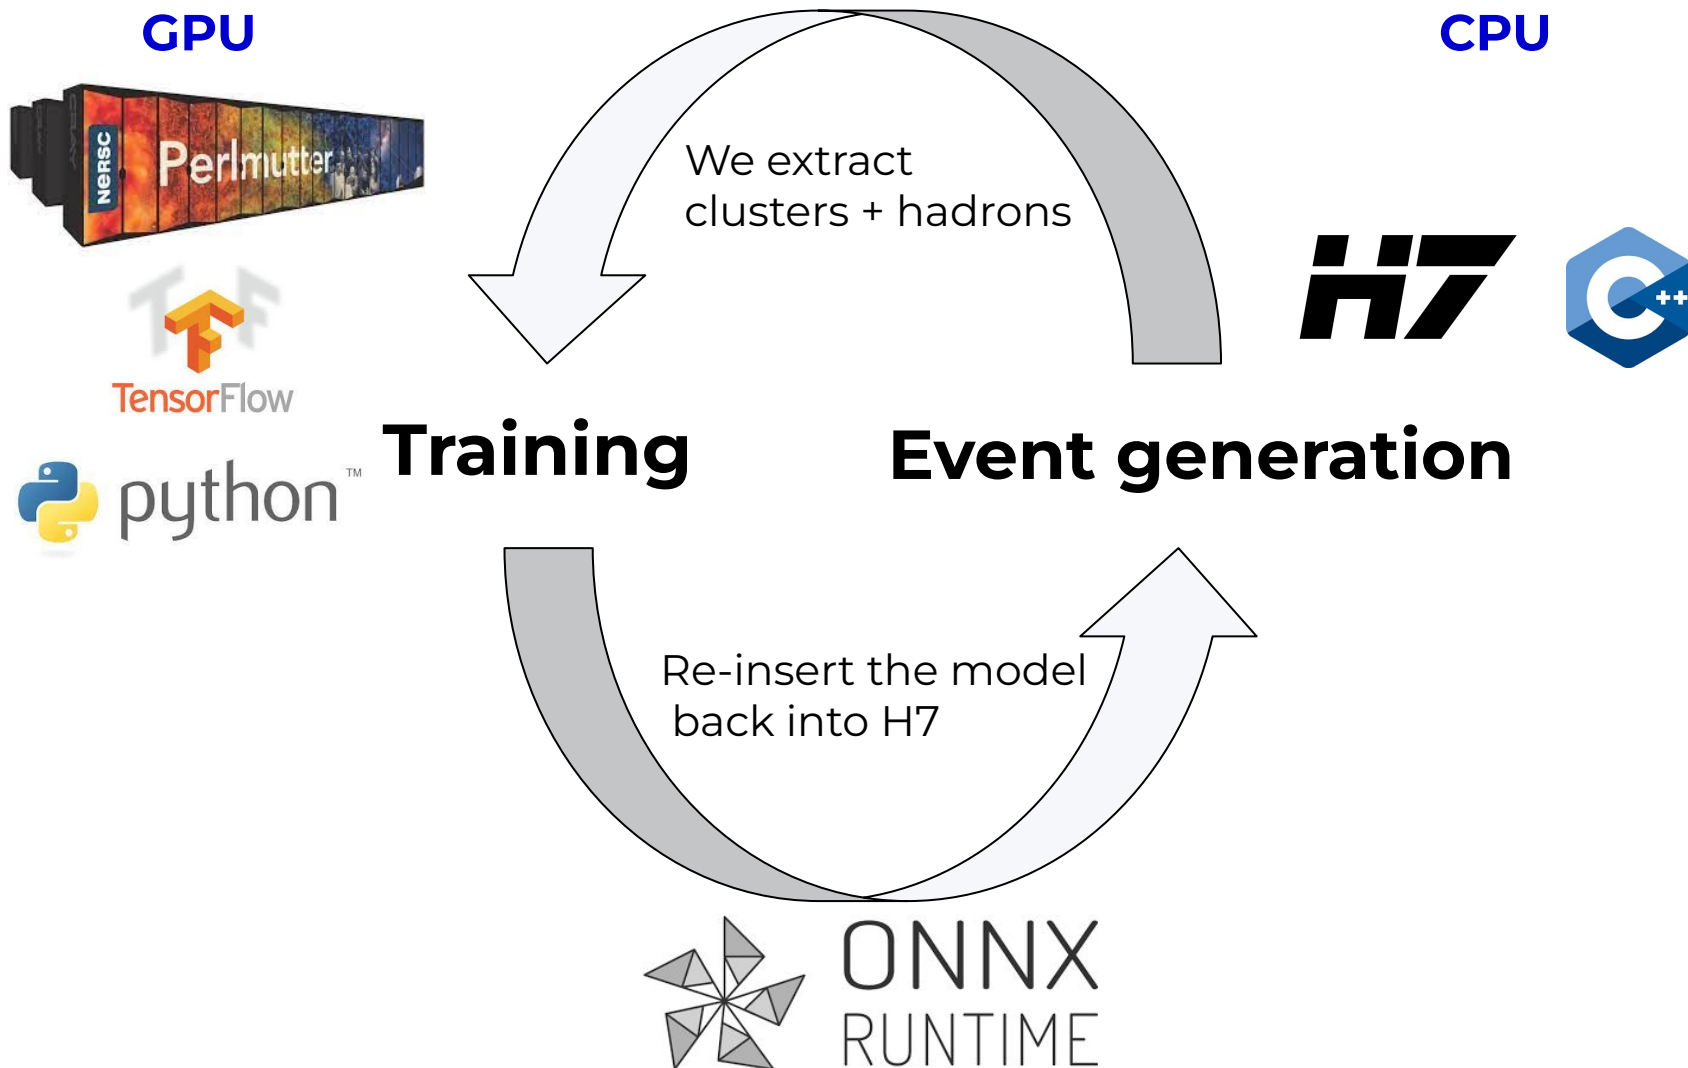 GPU
CPU
NERSC
Perlmutter
We extract
clusters + hadrons
H7
C++
TF
TensorFlow
python™
Training
Event generation
Re-insert the model
back into H7
ONNX
RUNTIME